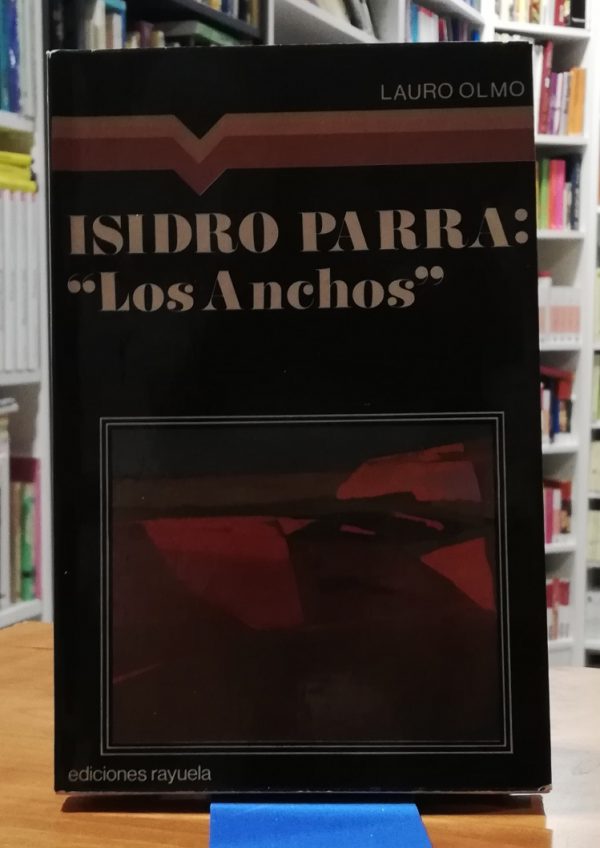 LAURO OLMO
ISIDRO PARRA:
“Los Anchos”
ediciones rayuela